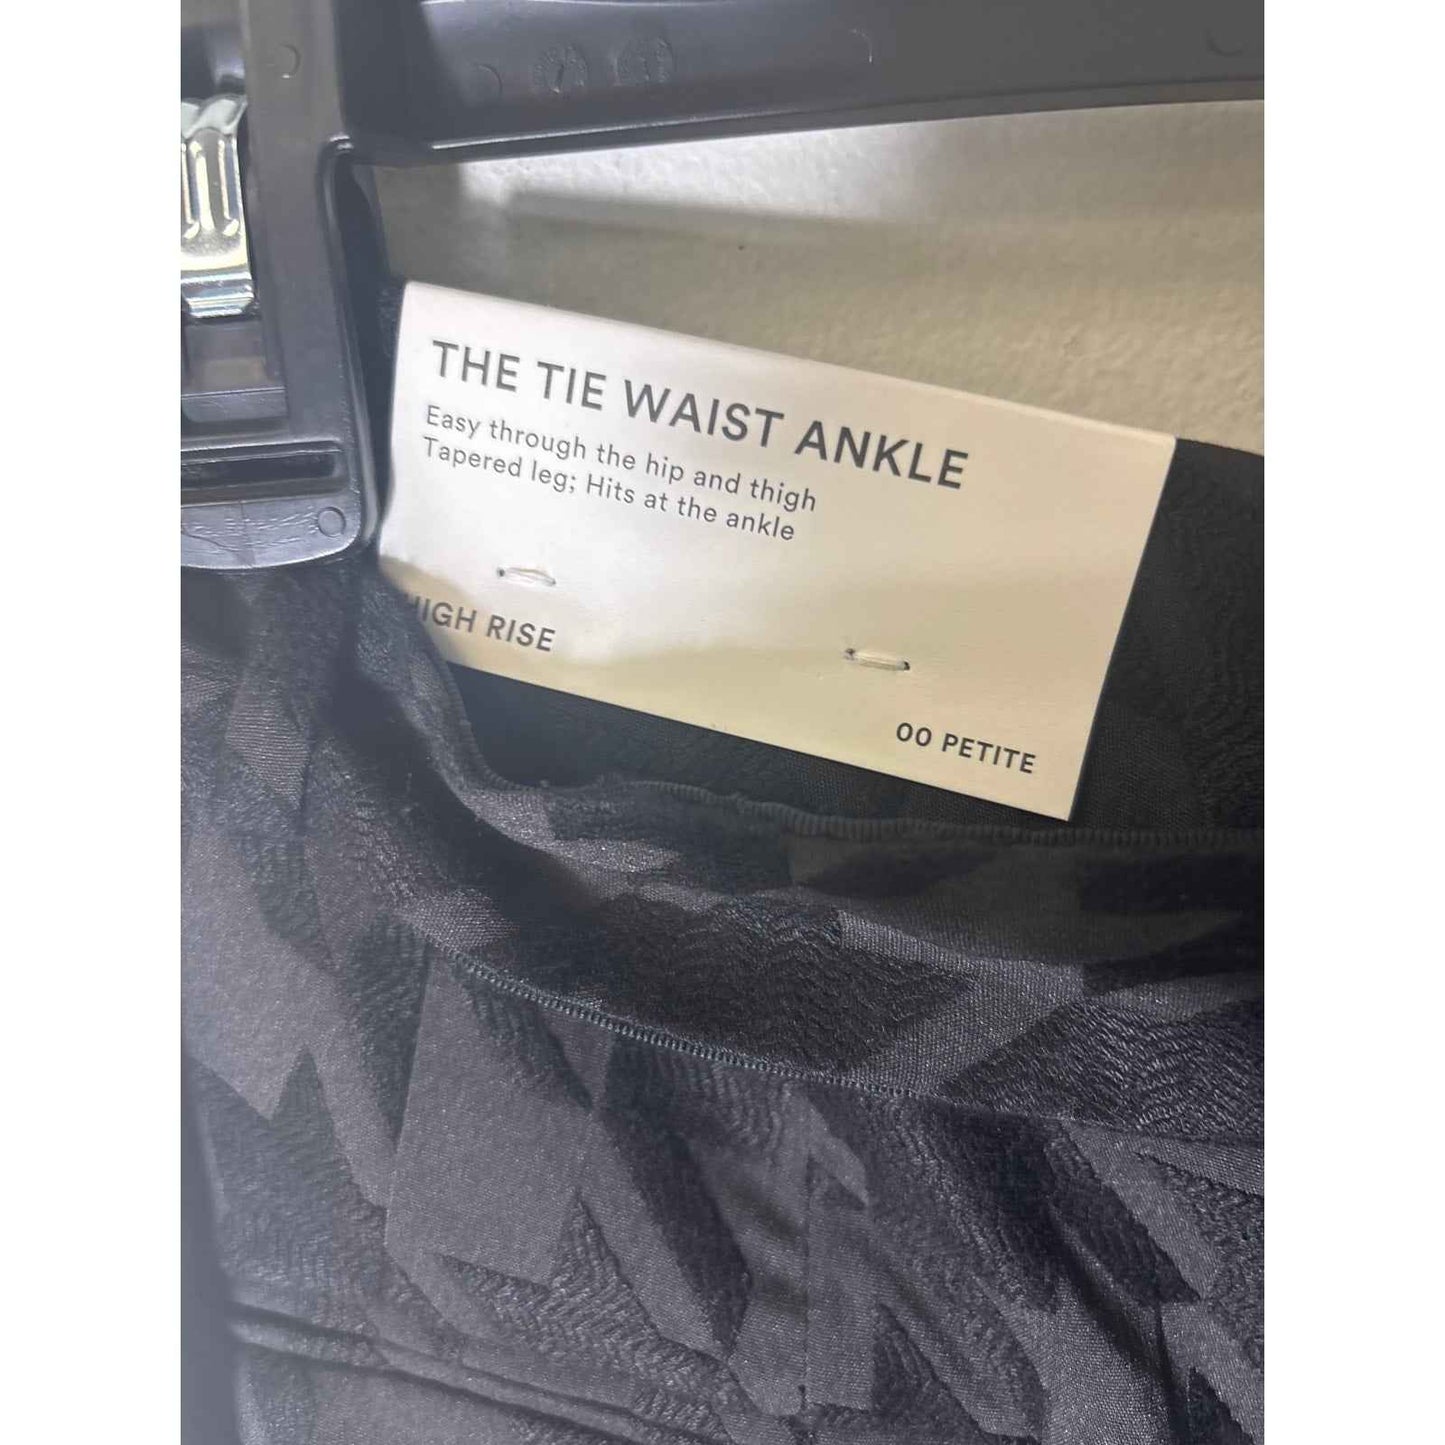 THE TIE WAIST ANKLE
Easy through the hip and thigh
Tapered leg; Hits at the ankle
HIGH RISE
00 PETITE